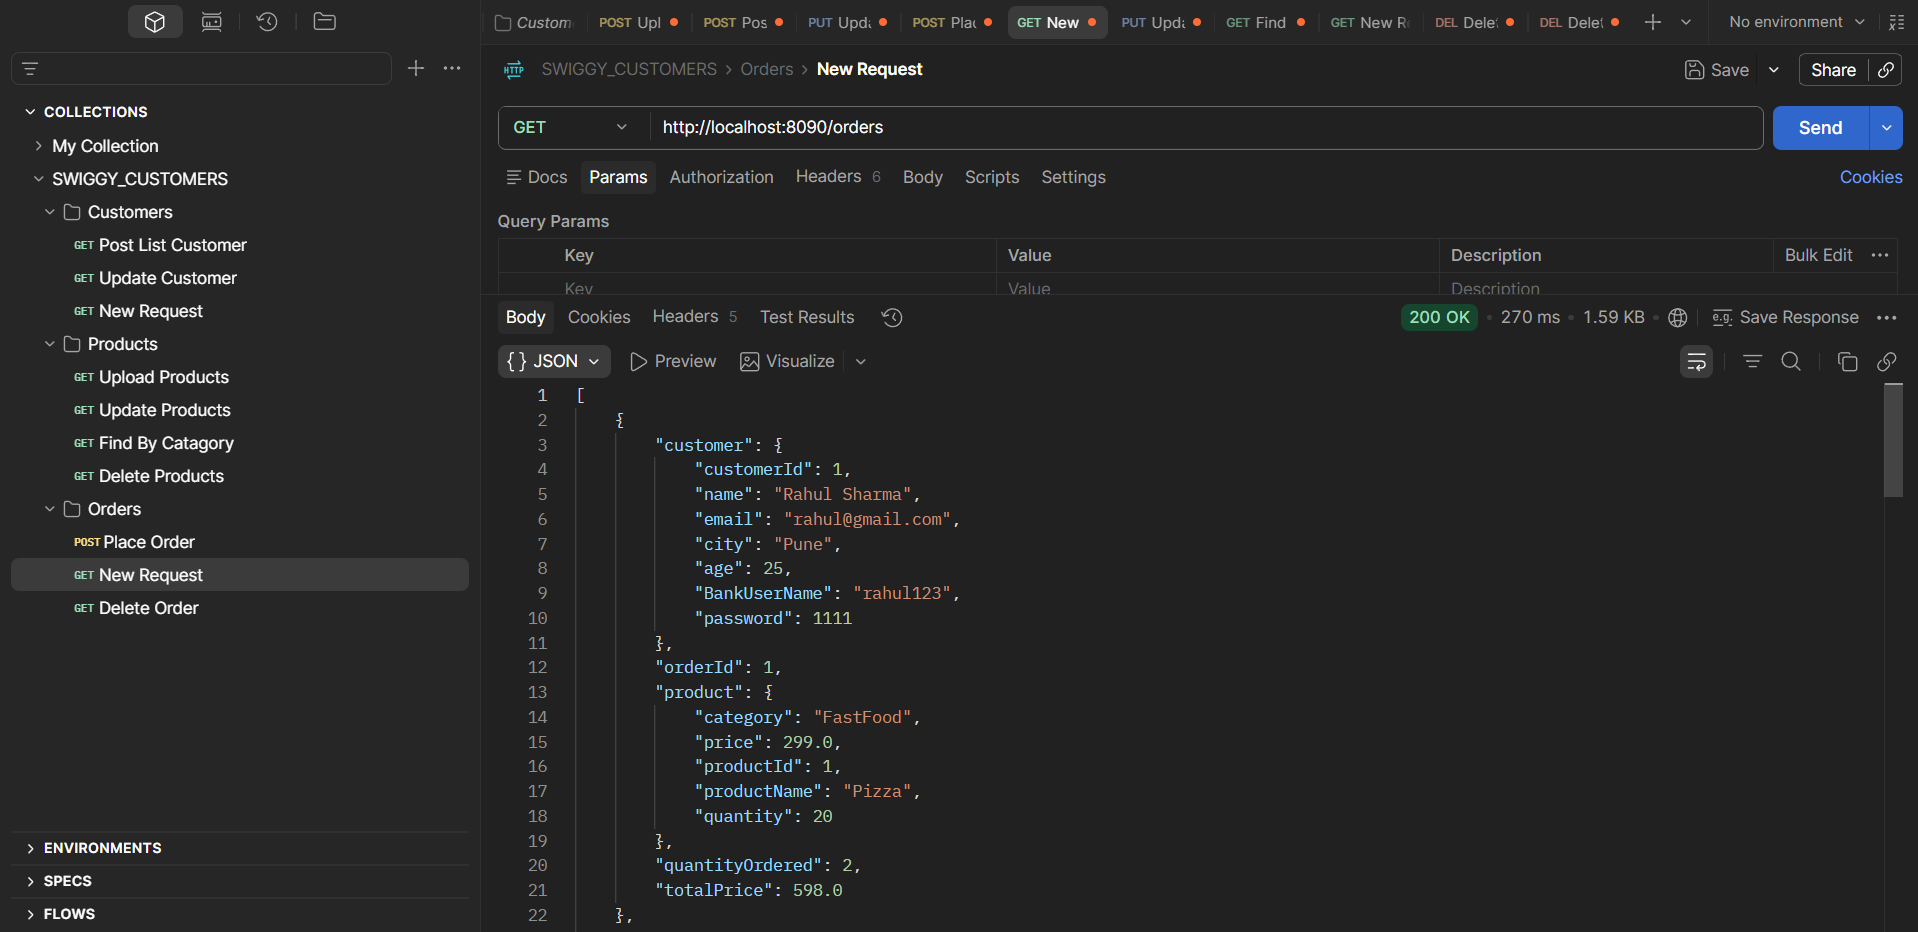 Custom
POST Upl
POST Pos
PUT Upda
POST Plac
GET New
PUT Upda
GET Find
GET New R
DEL Dele
DEL Delet
No environment
COLLECTIONS
My Collection
SWIGGY_CUSTOMERS
Customers
GET Post List Customer
GET Update Customer
GET New Request
Products
GET Upload Products
GET Update Products
GET Find By Catagory
GET Delete Products
Orders
POST Place Order
GET New Request
GET Delete Order
ENVIRONMENTS
SPECS
FLOWS
HTTP SWIGGY_CUSTOMERS > Orders > New Request
Save
Share
GET http://localhost:8090/orders
Send
Docs Params Authorization Headers 6 Body Scripts Settings
Cookies
Query Params
Key Value Description Bulk Edit
Key Value Description
Body Cookies Headers 5 Test Results
200 OK • 270 ms • 1.59 KB • e.g. Save Response
{} JSON Preview Visualize
1 [
2 {
3 "customer": {
4 "customerId": 1,
5 "name": "Rahul Sharma",
6 "email": "rahul@gmail.com",
7 "city": "Pune",
8 "age": 25,
9 "BankUserName": "rahul123",
10 "password": 1111
11 },
12 "orderId": 1,
13 "product": {
14 "category": "FastFood",
15 "price": 299.0,
16 "productId": 1,
17 "productName": "Pizza",
18 "quantity": 20
19 },
20 "quantityOrdered": 2,
21 "totalPrice": 598.0
22 },